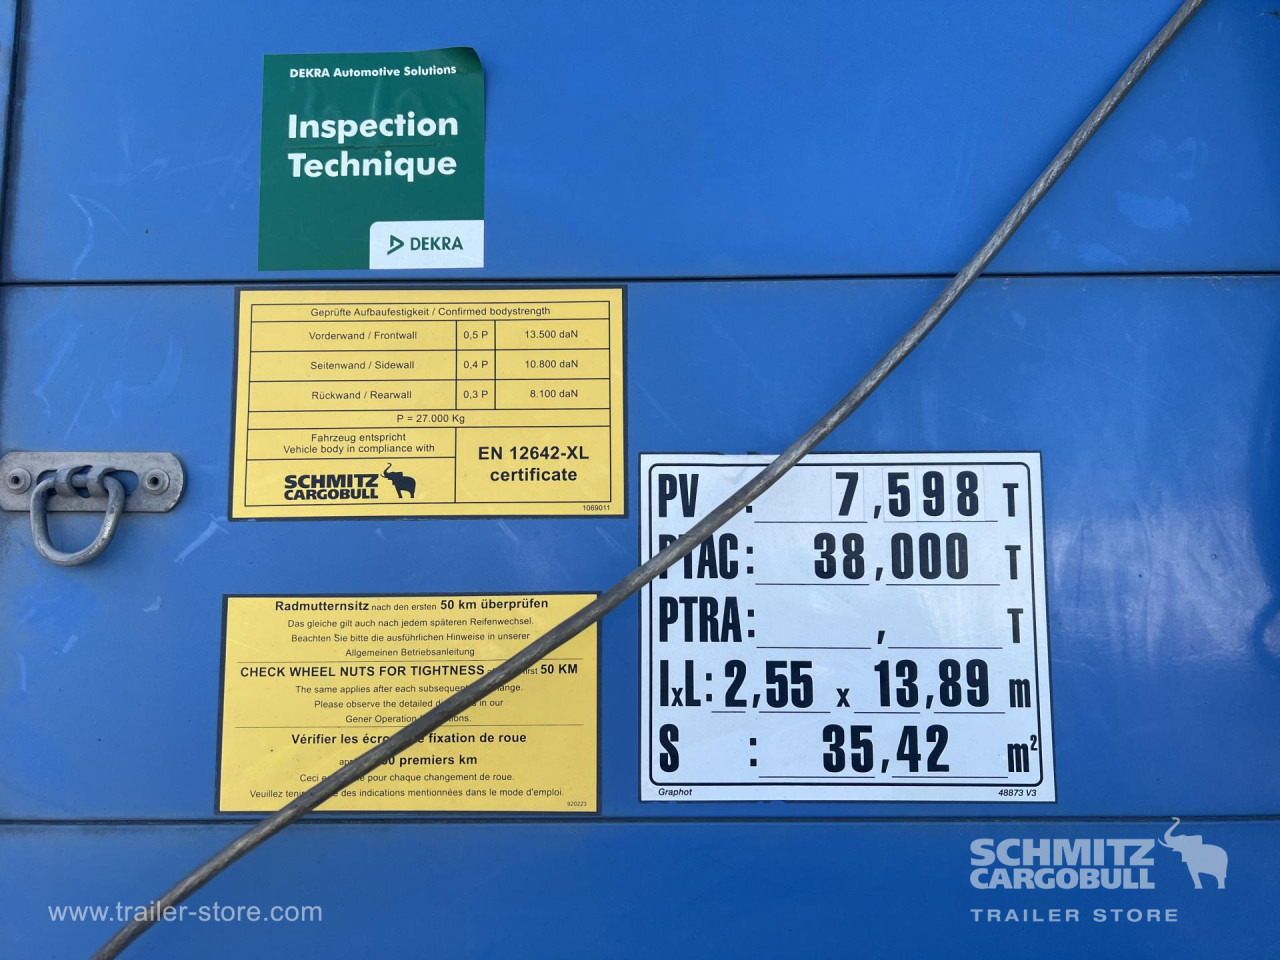 DEKRA Automotive Solutions
Inspection
Technique
DEKRA
Geprüfte Aufbaufestigkeit / Confirmed bodystrength
Vorderwand / Frontwall 0,5 P 13.500 daN
Seitenwand / Sidewall 0,4 P 10.800 daN
Rückwand / Rearwall 0,3 P 8.100 daN
P = 27.000 Kg
Fahrzeug entspricht
Vehicle body in compliance with
SCHMITZ
CARGOBULL
EN 12642-XL
certificate
1069011
Radmutternsitz nach den ersten 50 km überprüfen
Das gleiche gilt auch nach jedem späteren Reifenwechsel.
Beachten Sie bitte die ausführlichen Hinweise in unserer
Allgemeinen Betriebsanleitung
CHECK WHEEL NUTS FOR TIGHTNESS first 50 KM
The same applies after each subsequent
Please observe the detailed in our
Gener Operation
Vérifier les de fixation de roue
50 premiers km
Ceci pour chaque changement de roue.
Veuillez des indications mentionnées dans le mode d'emploi
920223
PV : 7,598 T
PTAC: 38,000 T
PTRA: , T
IxL: 2,55 x 13,89 m
S : 35,42 m²
Graphot 48873 V3
SCHMITZ
CARGOBULL
TRAILER STORE
www.trailer-store.com